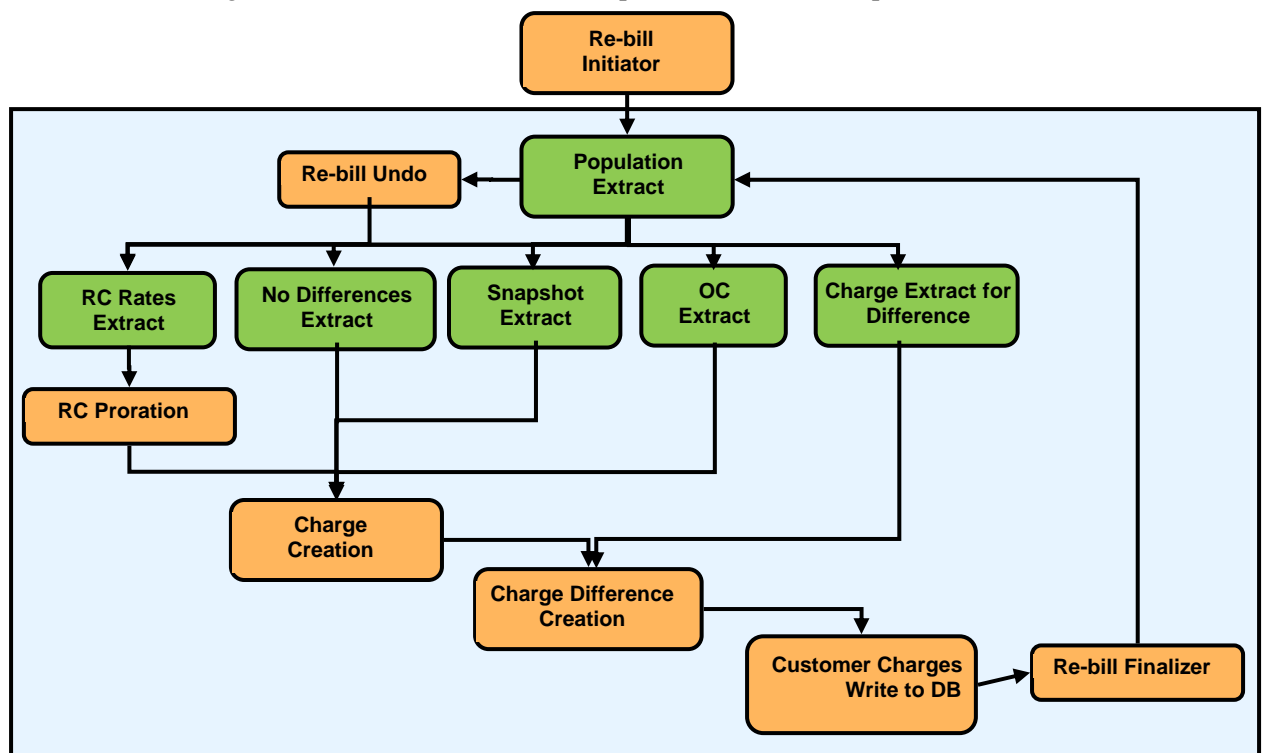 Re-bill
Initiator
Population
Extract
Re-bill Undo
RC Rates
Extract
No Differences
Extract
Snapshot
Extract
OC
Extract
Charge Extract for
Difference
RC Proration
Charge
Creation
Charge Difference
Creation
Customer Charges
Write to DB
Re-bill Finalizer